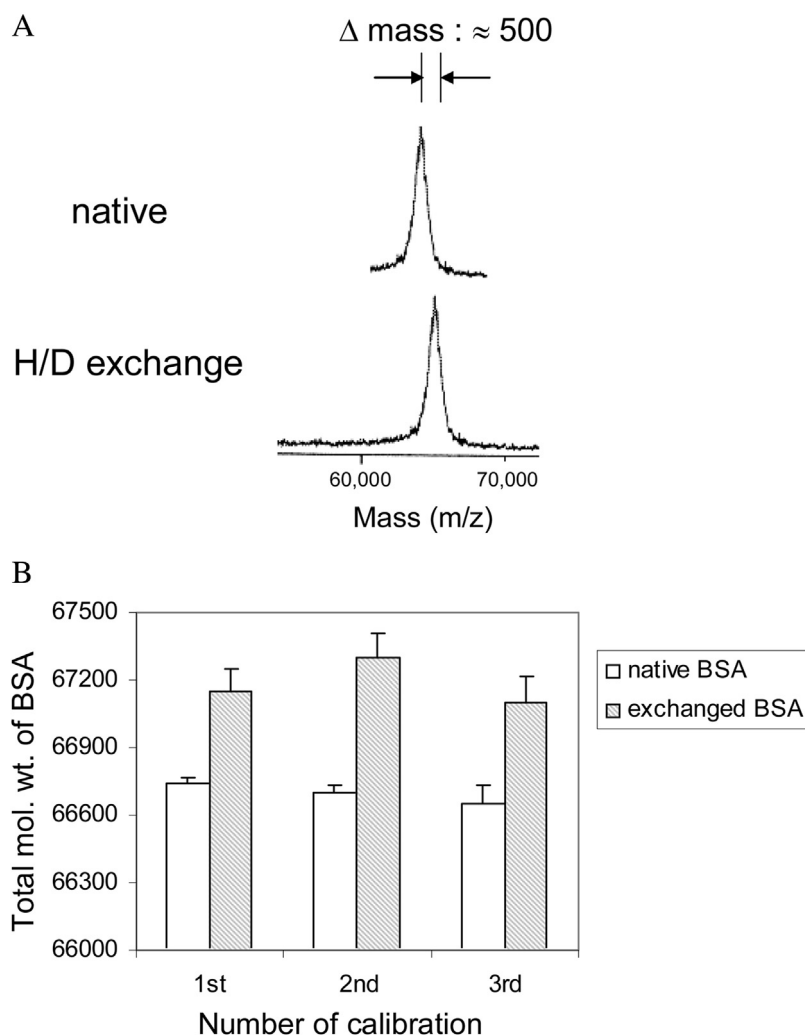 A
Δ mass : ≈ 500
native
H/D exchange
60,000 70,000
Mass (m/z)
B
Total mol. wt. of BSA
67500
67200
66900
66600
66300
66000
1st 2nd 3rd
Number of calibration
native BSA
exchanged BSA